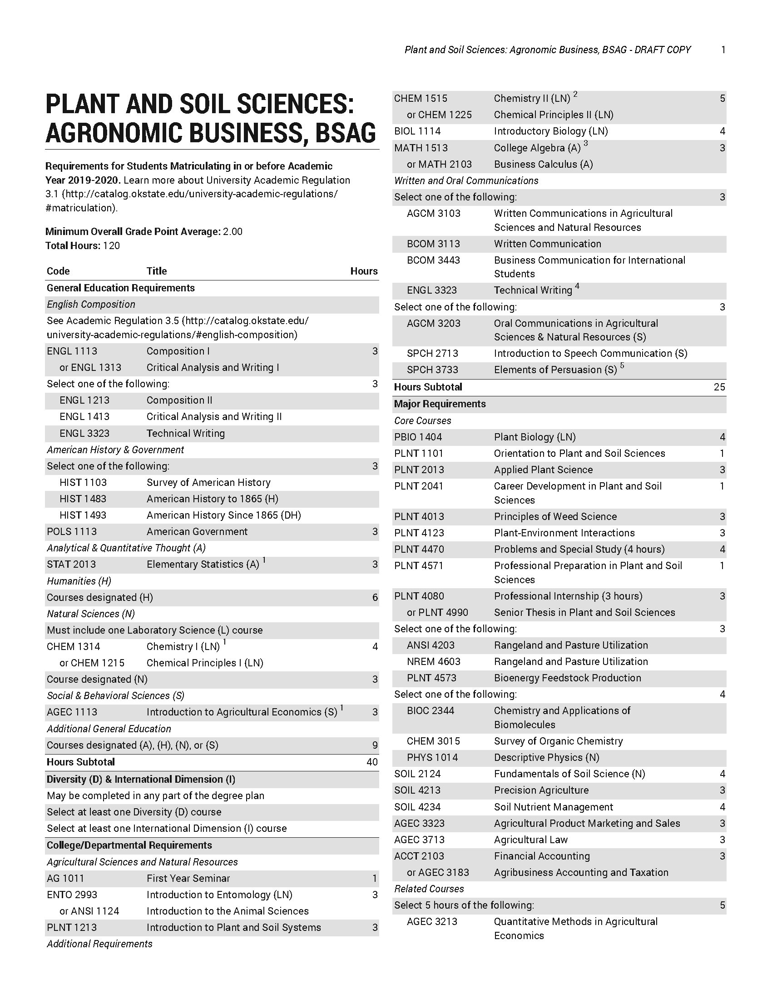 Plant and Soil Sciences: Agronomic Business, BSAG - DRAFT COPY 1
PLANT AND SOIL SCIENCES:
AGRONOMIC BUSINESS, BSAG
Requirements for Students Matriculating in or before Academic
Year 2019-2020. Learn more about University Academic Regulation
3.1 (http://catalog.okstate.edu/university-academic-regulations/
#matriculation).
Minimum Overall Grade Point Average: 2.00
Total Hours: 120
Code Title Hours
General Education Requirements
English Composition
See Academic Regulation 3.5 (http://catalog.okstate.edu/
university-academic-regulations/#english-composition)
ENGL 1113 Composition I 3
or ENGL 1313 Critical Analysis and Writing I
Select one of the following: 3
ENGL 1213 Composition II
ENGL 1413 Critical Analysis and Writing II
ENGL 3323 Technical Writing
American History & Government
Select one of the following: 3
HIST 1103 Survey of American History
HIST 1483 American History to 1865 (H)
HIST 1493 American History Since 1865 (DH)
POLS 1113 American Government 3
Analytical & Quantitative Thought (A)
STAT 2013 Elementary Statistics (A) 1 3
Humanities (H)
Courses designated (H) 6
Natural Sciences (N)
Must include one Laboratory Science (L) course
CHEM 1314 Chemistry I (LN) 1 4
or CHEM 1215 Chemical Principles I (LN)
Course designated (N) 3
Social & Behavioral Sciences (S)
AGEC 1113 Introduction to Agricultural Economics (S) 1 3
Additional General Education
Courses designated (A), (H), (N), or (S) 9
Hours Subtotal 40
Diversity (D) & International Dimension (I)
May be completed in any part of the degree plan
Select at least one Diversity (D) course
Select at least one International Dimension (I) course
College/Departmental Requirements
Agricultural Sciences and Natural Resources
AG 1011 First Year Seminar 1
ENTO 2993 Introduction to Entomology (LN) 3
or ANSI 1124 Introduction to the Animal Sciences
PLNT 1213 Introduction to Plant and Soil Systems 3
Additional Requirements
CHEM 1515 Chemistry II (LN) 2 5
or CHEM 1225 Chemical Principles II (LN)
BIOL 1114 Introductory Biology (LN) 4
MATH 1513 College Algebra (A) 3 3
or MATH 2103 Business Calculus (A)
Written and Oral Communications
Select one of the following: 3
AGCM 3103 Written Communications in Agricultural
Sciences and Natural Resources
BCOM 3113 Written Communication
BCOM 3443 Business Communication for International
Students
ENGL 3323 Technical Writing 4
Select one of the following: 3
AGCM 3203 Oral Communications in Agricultural
Sciences & Natural Resources (S)
SPCH 2713 Introduction to Speech Communication (S)
SPCH 3733 Elements of Persuasion (S) 5
Hours Subtotal 25
Major Requirements
Core Courses
PBIO 1404 Plant Biology (LN) 4
PLNT 1101 Orientation to Plant and Soil Sciences 1
PLNT 2013 Applied Plant Science 3
PLNT 2041 Career Development in Plant and Soil 1
Sciences
PLNT 4013 Principles of Weed Science 3
PLNT 4123 Plant-Environment Interactions 3
PLNT 4470 Problems and Special Study (4 hours) 4
PLNT 4571 Professional Preparation in Plant and Soil 1
Sciences
PLNT 4080 Professional Internship (3 hours) 3
or PLNT 4990 Senior Thesis in Plant and Soil Sciences
Select one of the following: 3
ANSI 4203 Rangeland and Pasture Utilization
NREM 4603 Rangeland and Pasture Utilization
PLNT 4573 Bioenergy Feedstock Production
Select one of the following: 4
BIOC 2344 Chemistry and Applications of
Biomolecules
CHEM 3015 Survey of Organic Chemistry
PHYS 1014 Descriptive Physics (N)
SOIL 2124 Fundamentals of Soil Science (N) 4
SOIL 4213 Precision Agriculture 3
SOIL 4234 Soil Nutrient Management 4
AGEC 3323 Agricultural Product Marketing and Sales 3
AGEC 3713 Agricultural Law 3
ACCT 2103 Financial Accounting 3
or AGEC 3183 Agribusiness Accounting and Taxation
Related Courses
Select 5 hours of the following: 5
AGEC 3213 Quantitative Methods in Agricultural
Economics